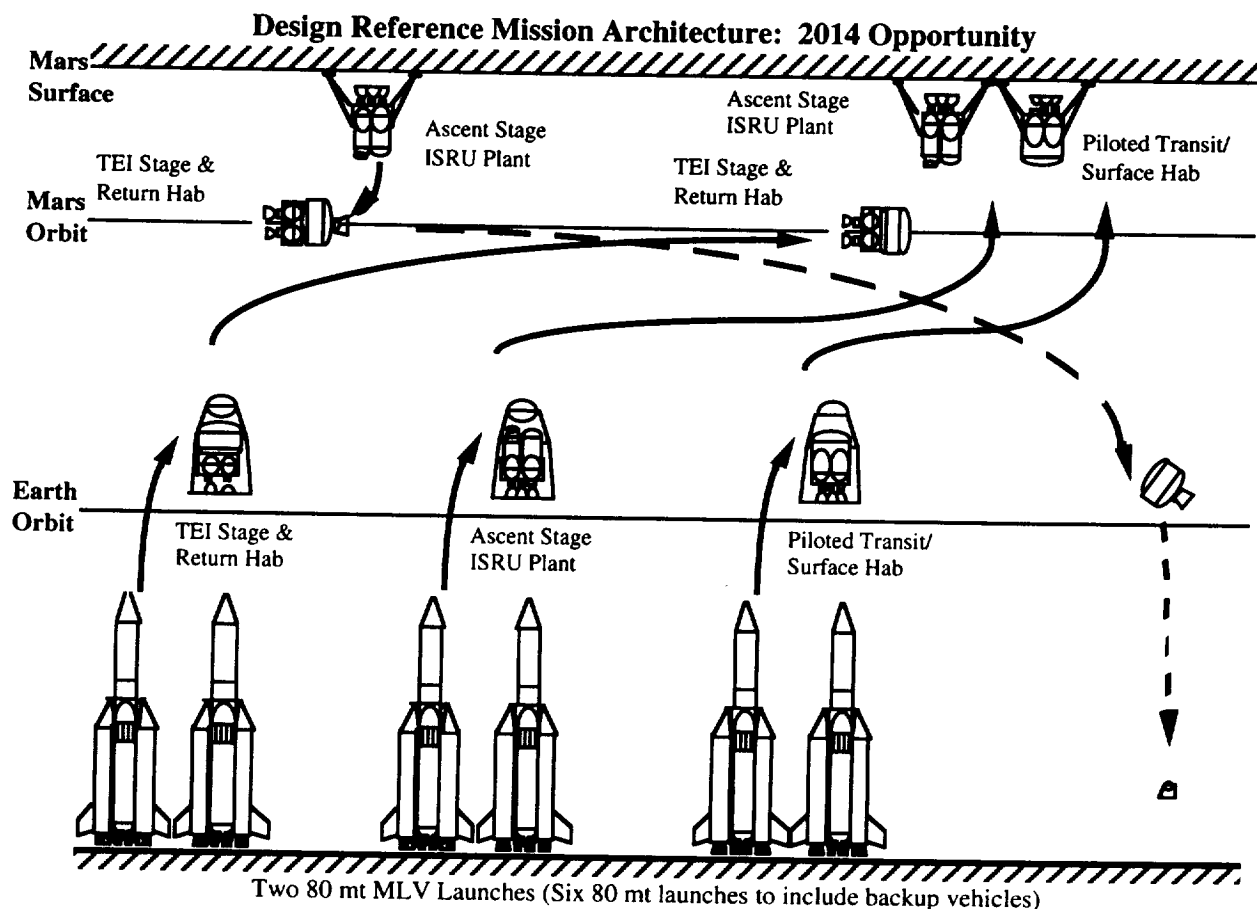 Design Reference Mission Architecture: 2014 Opportunity
Mars
Surface
Ascent Stage
ISRU Plant
Ascent Stage
ISRU Plant
Piloted Transit/
Surface Hab
TEI Stage &
Return Hab
TEI Stage &
Return Hab
Mars
Orbit
Earth
Orbit
TEI Stage &
Return Hab
Ascent Stage
ISRU Plant
Piloted Transit/
Surface Hab
Two 80 mt MLV Launches (Six 80 mt launches to include backup vehicles)